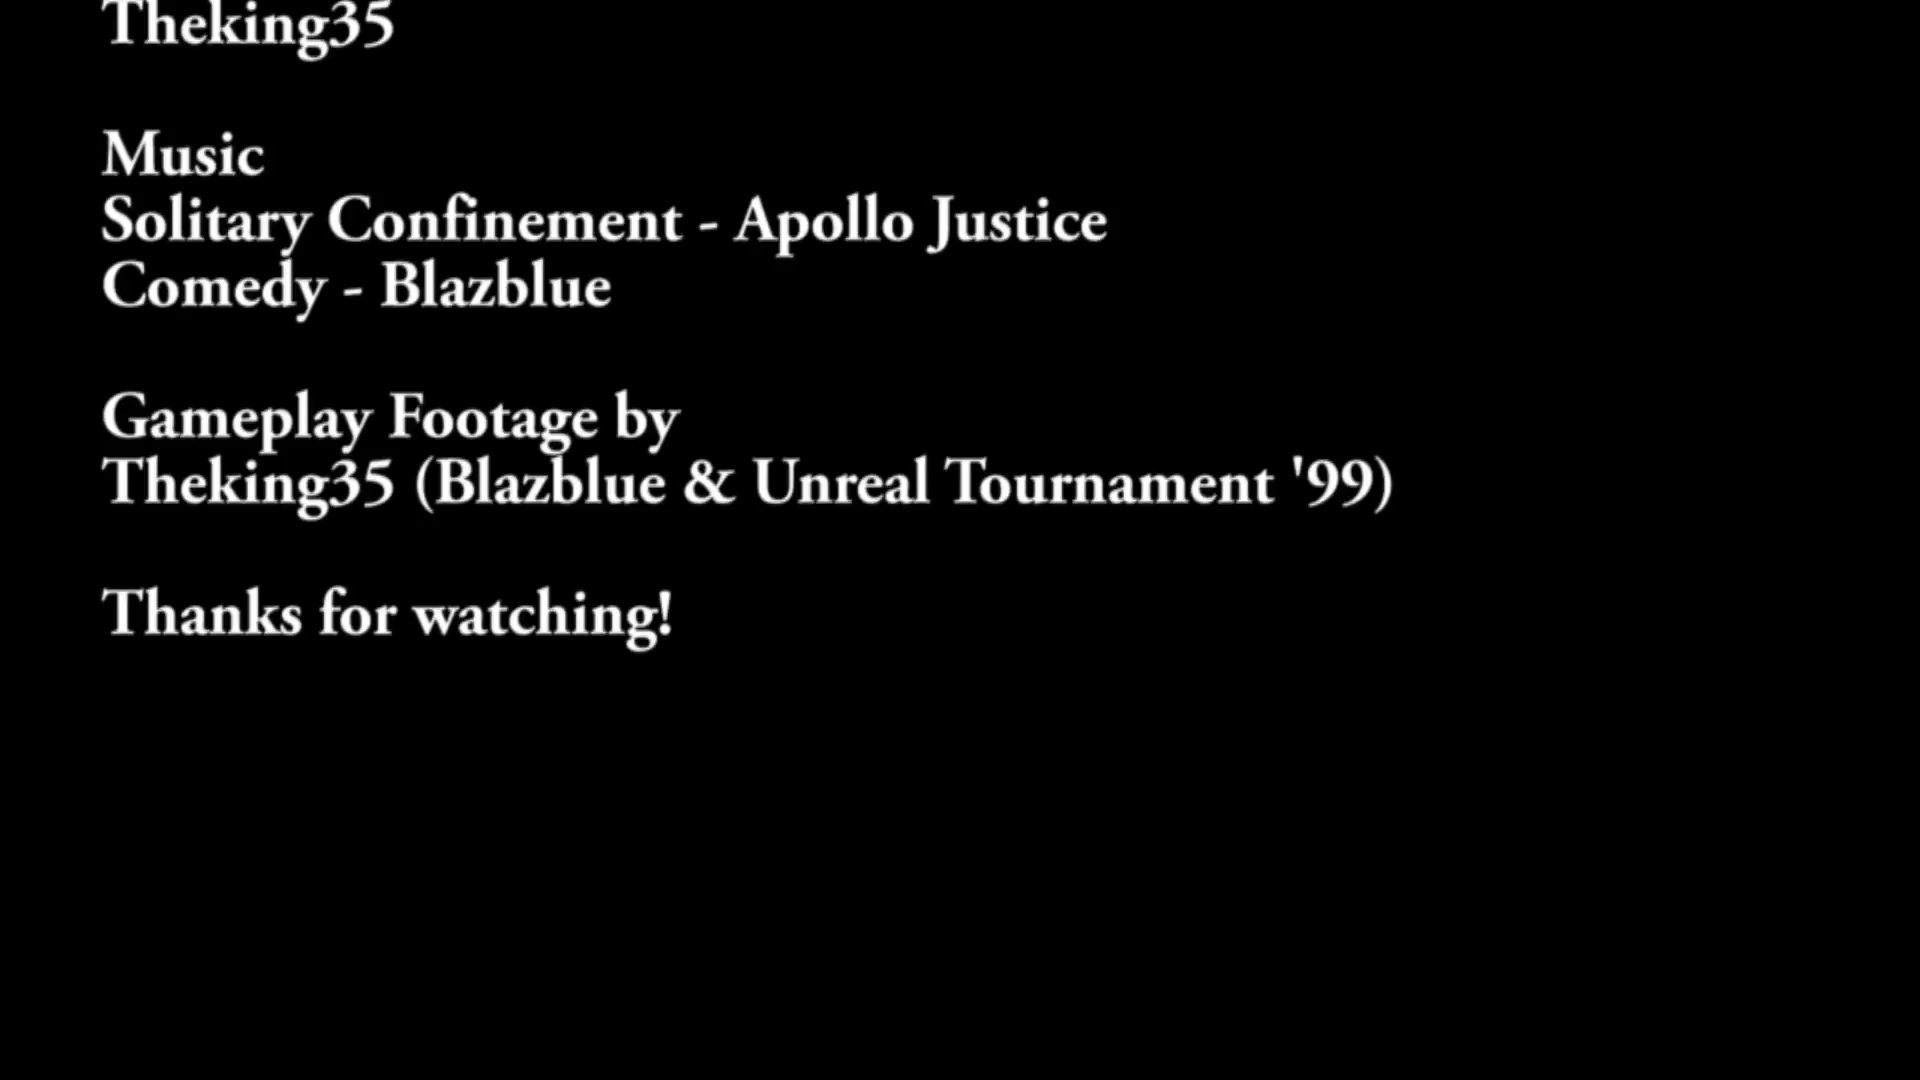 Theking35
Music
Solitary Confinement - Apollo Justice
Comedy - Blazblue
Gameplay Footage by
Theking35 (Blazblue & Unreal Tournament '99)
Thanks for watching!